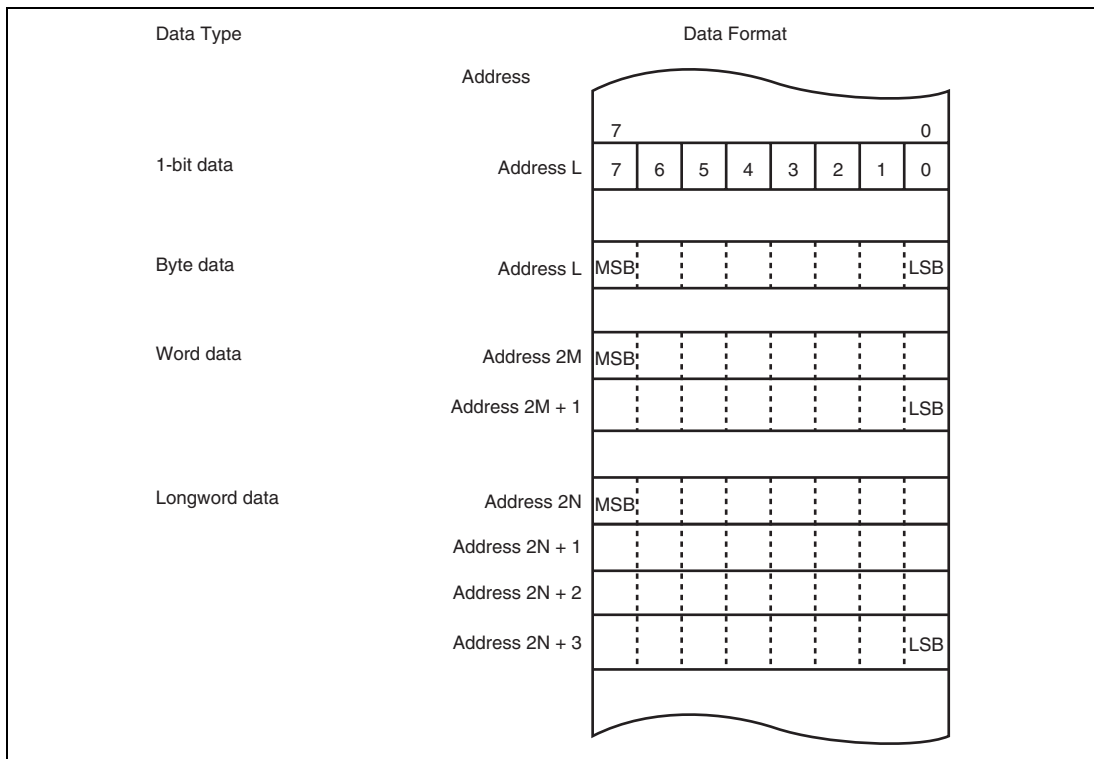 Data Type Data Format
Address
7 0
1-bit data Address L 7 6 5 4 3 2 1 0
Byte data Address L MSB LSB
Word data Address 2M MSB
Address 2M + 1 LSB
Longword data Address 2N MSB
Address 2N + 1
Address 2N + 2
Address 2N + 3 LSB